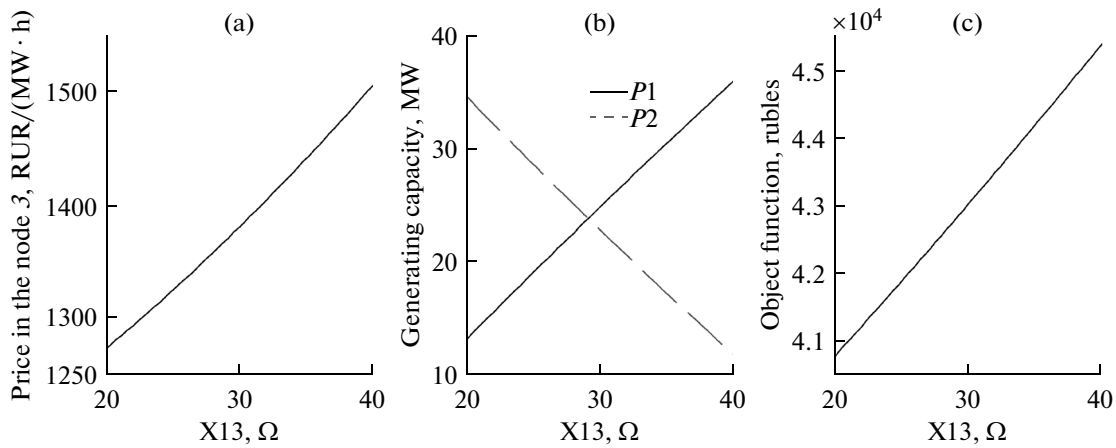 (a)
Price in the node 3, RUR/(MW · h)
1500
1400
1300
1250
20 30 40
X13, Ω
(b)
Generating capacity, MW
40
30
20
10
P1
P2
20 30 40
X13, Ω
(c)
×10⁴
Object function, rubles
4.5
4.4
4.3
4.2
4.1
20 30 40
X13, Ω